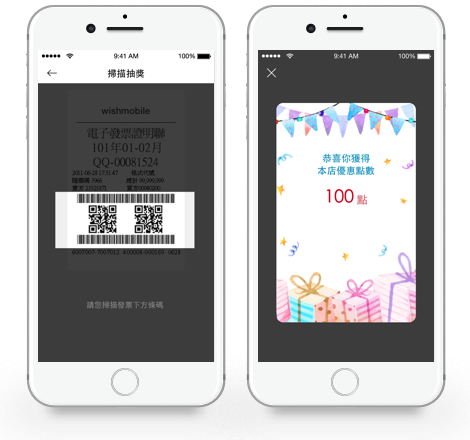 9:41 AM
100%
掃描抽獎
wishmobile
電子發票證明聯
101年01-02月
QQ-00081524
請您掃描發票下方條碼
9:41 AM
100%
恭喜你獲得
本店優惠點數
100 點